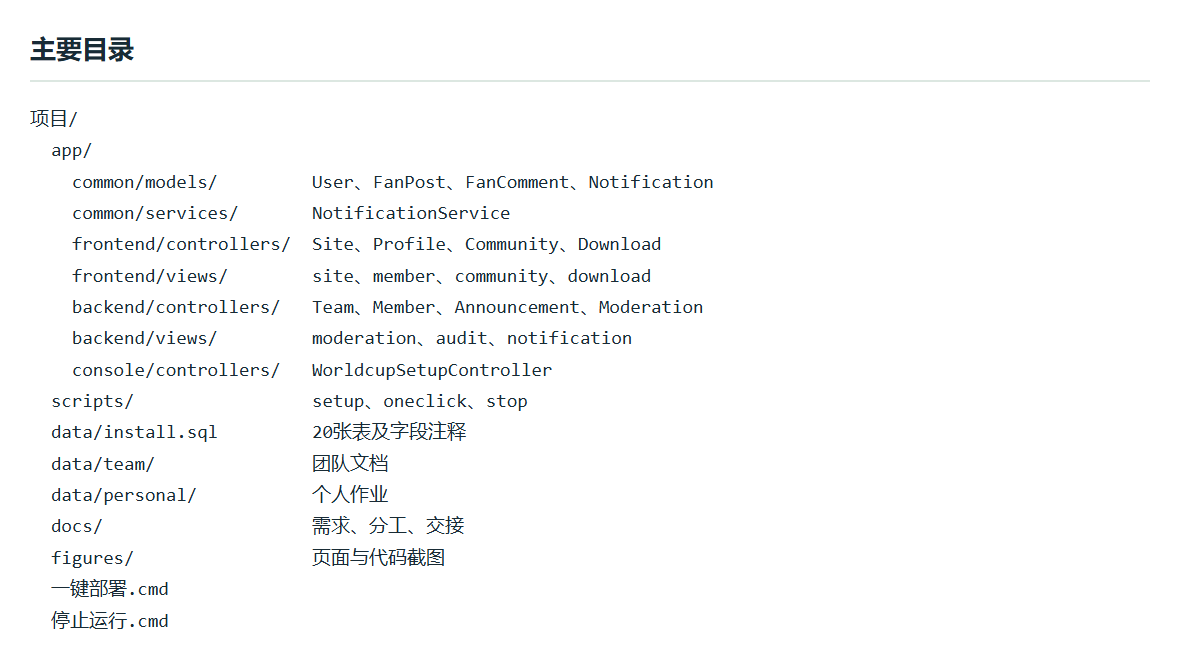 主要目录
项目/
app/
common/models/ User、FanPost、FanComment、Notification
common/services/ NotificationService
frontend/controllers/ Site、Profile、Community、Download
frontend/views/ site、member、community、download
backend/controllers/ Team、Member、Announcement、Moderation
backend/views/ moderation、audit、notification
console/controllers/ WorldcupSetupController
scripts/ setup、oneclick、stop
data/install.sql 20张表及字段注释
data/team/ 团队文档
data/personal/ 个人作业
docs/ 需求、分工、交接
figures/ 页面与代码截图
一键部署.cmd
停止运行.cmd